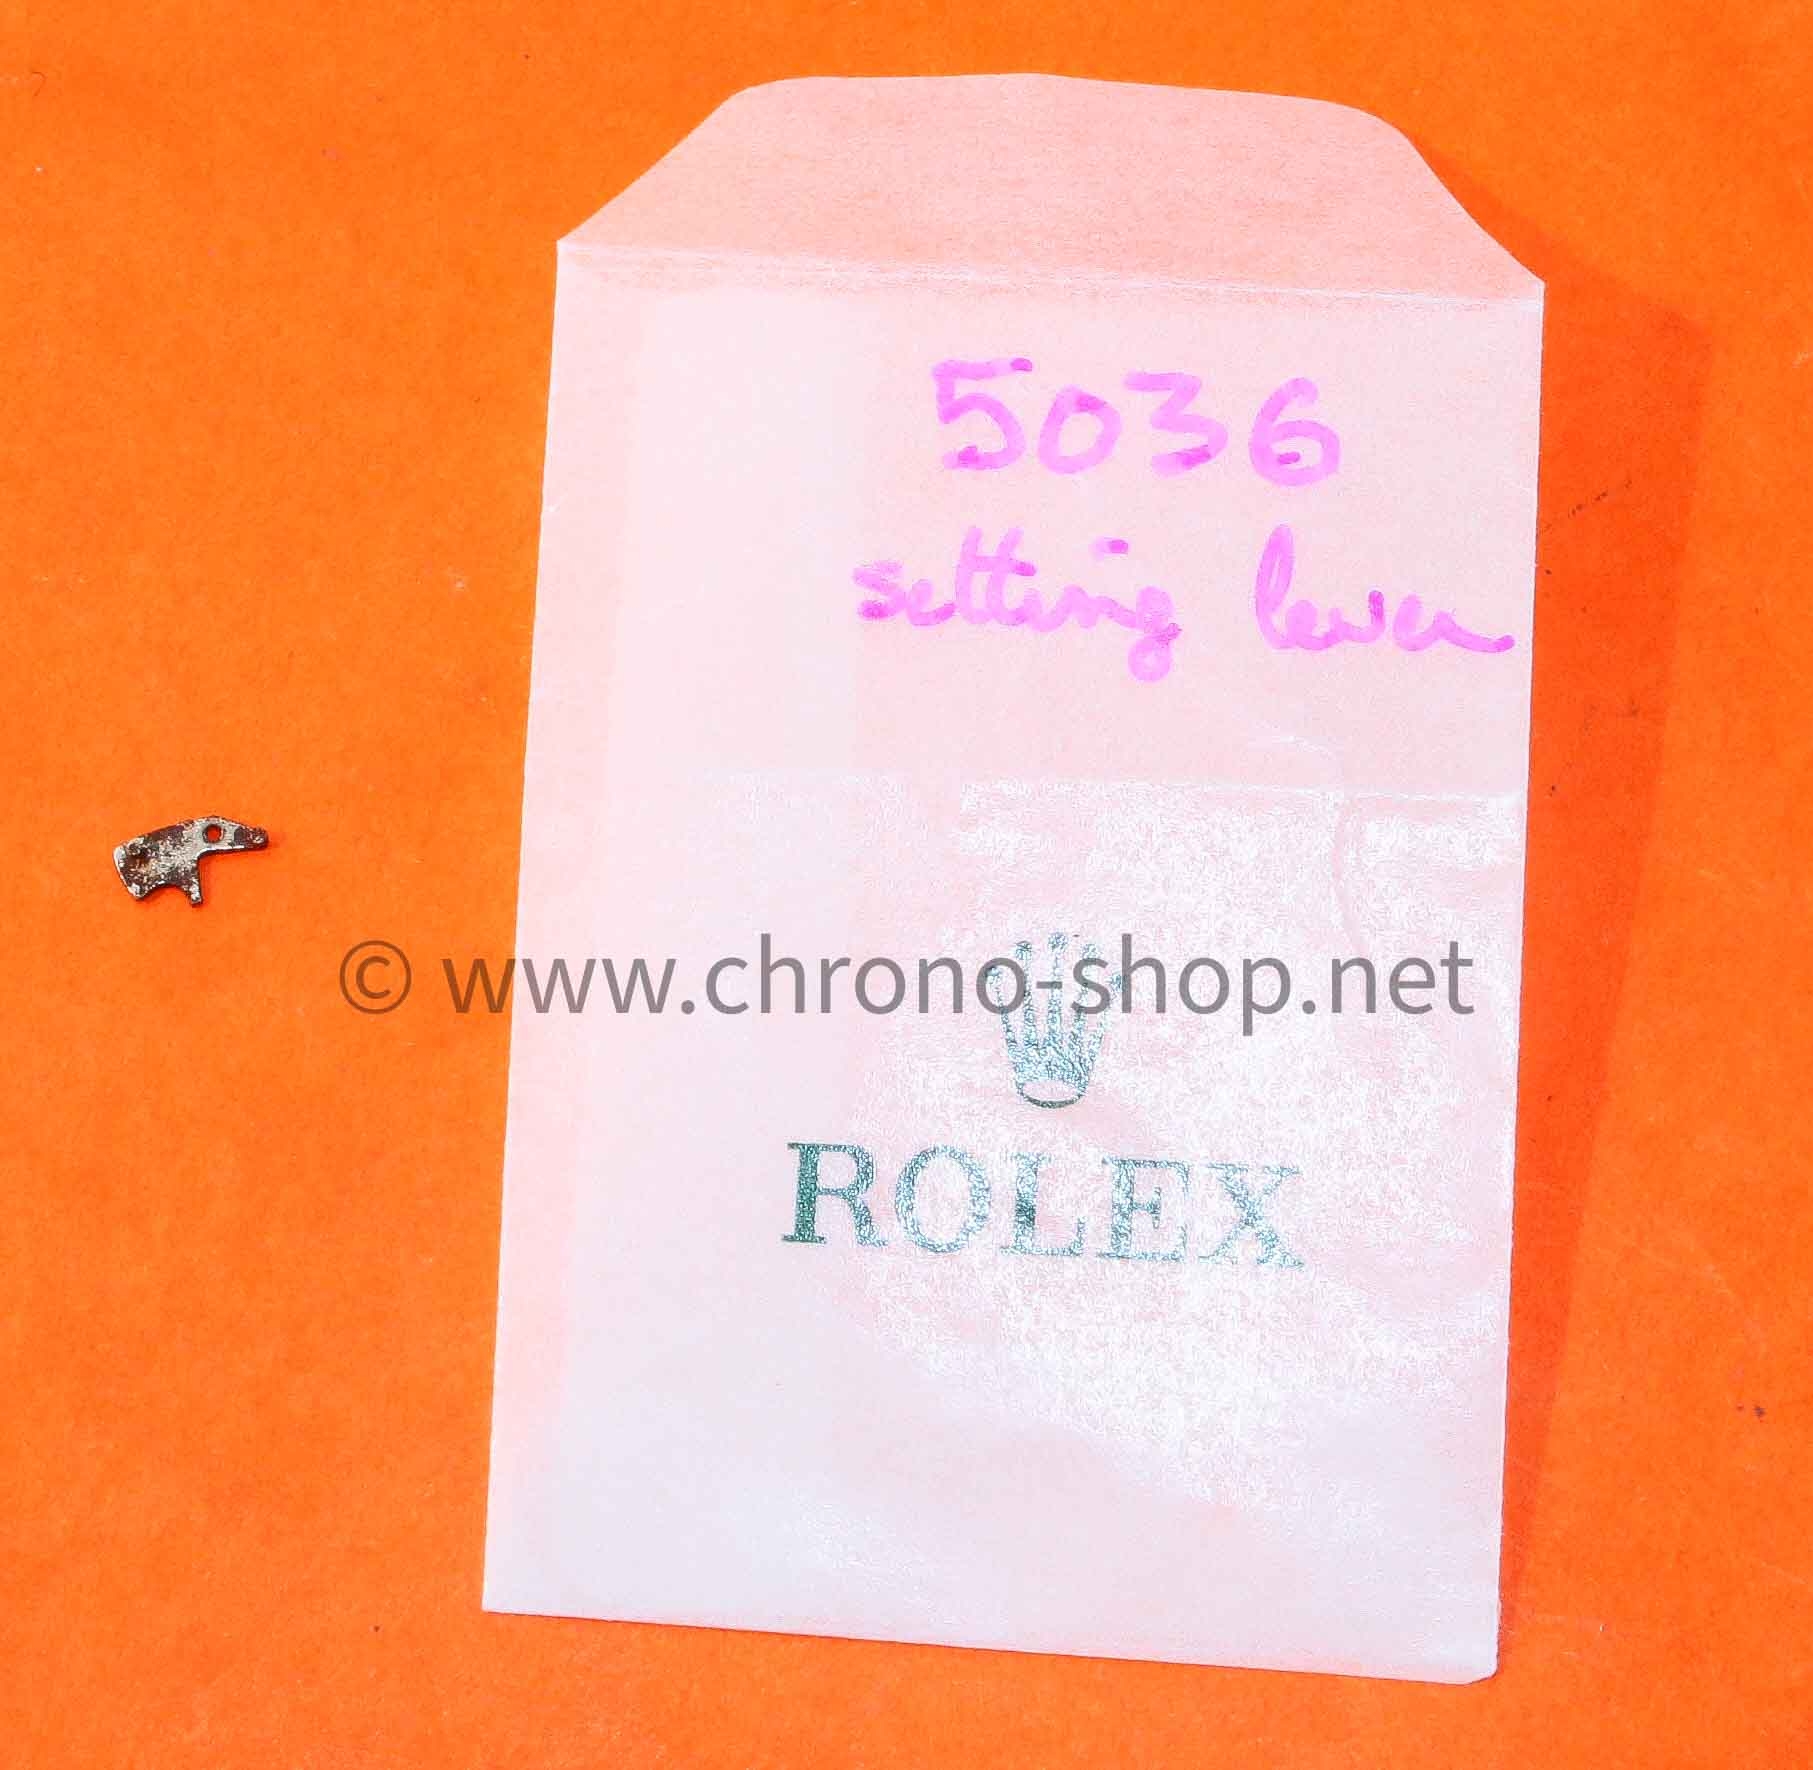 5036
setting lever
© www.chrono-shop.net
ROLEX